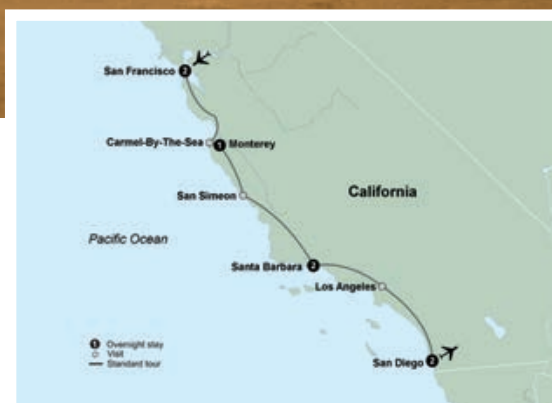 San Francisco
2
Carmel-By-The-Sea
1
Monterey
San Simeon
California
Pacific Ocean
Santa Barbara
2
Los Angeles
1 Overnight stay
Visit
Standard tour
San Diego
2